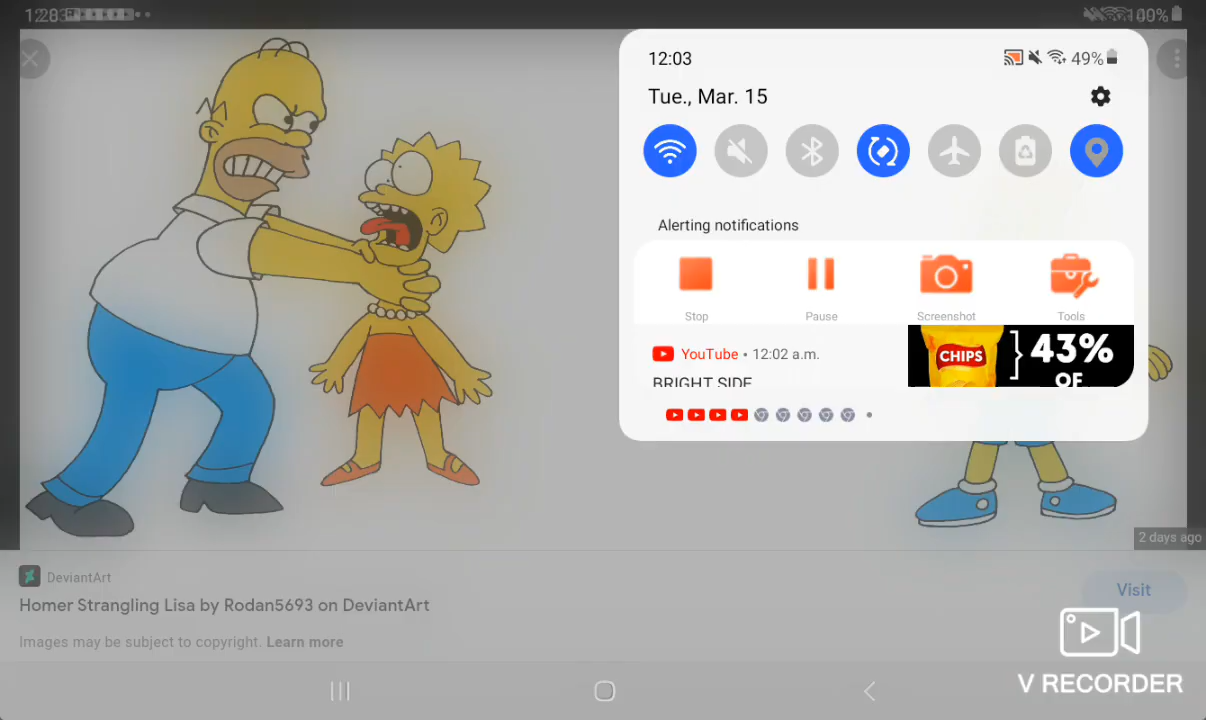 100%
12:03
49%
Tue., Mar. 15
Alerting notifications
Stop Pause Screenshot Tools
YouTube • 12:02 a.m.
BRIGHT SIDE
CHIPS
43%
OF
2 days ago
DeviantArt
Homer Strangling Lisa by Rodan5693 on DeviantArt
Visit
Images may be subject to copyright. Learn more
V RECORDER